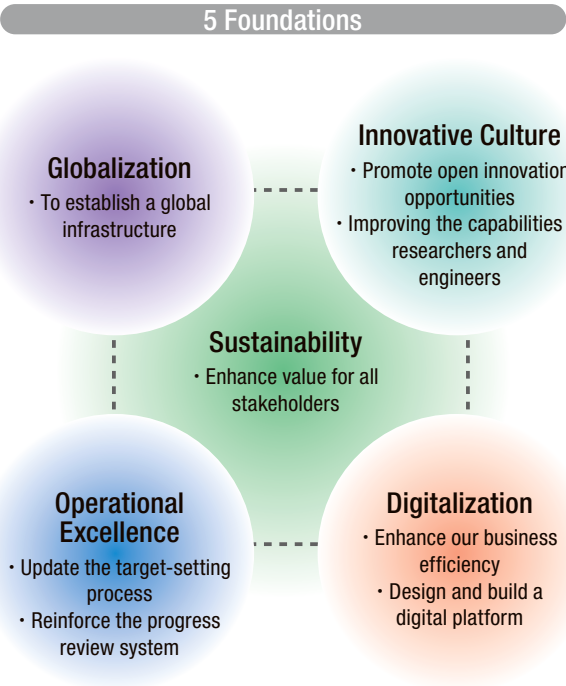 5 Foundations
Globalization
・To establish a global
infrastructure
Innovative Culture
・Promote open innovation
opportunities
・Improving the capabilities
researchers and
engineers
Sustainability
・Enhance value for all
stakeholders
Operational
Excellence
・Update the target-setting
process
・Reinforce the progress
review system
Digitalization
・Enhance our business
efficiency
・Design and build a
digital platform